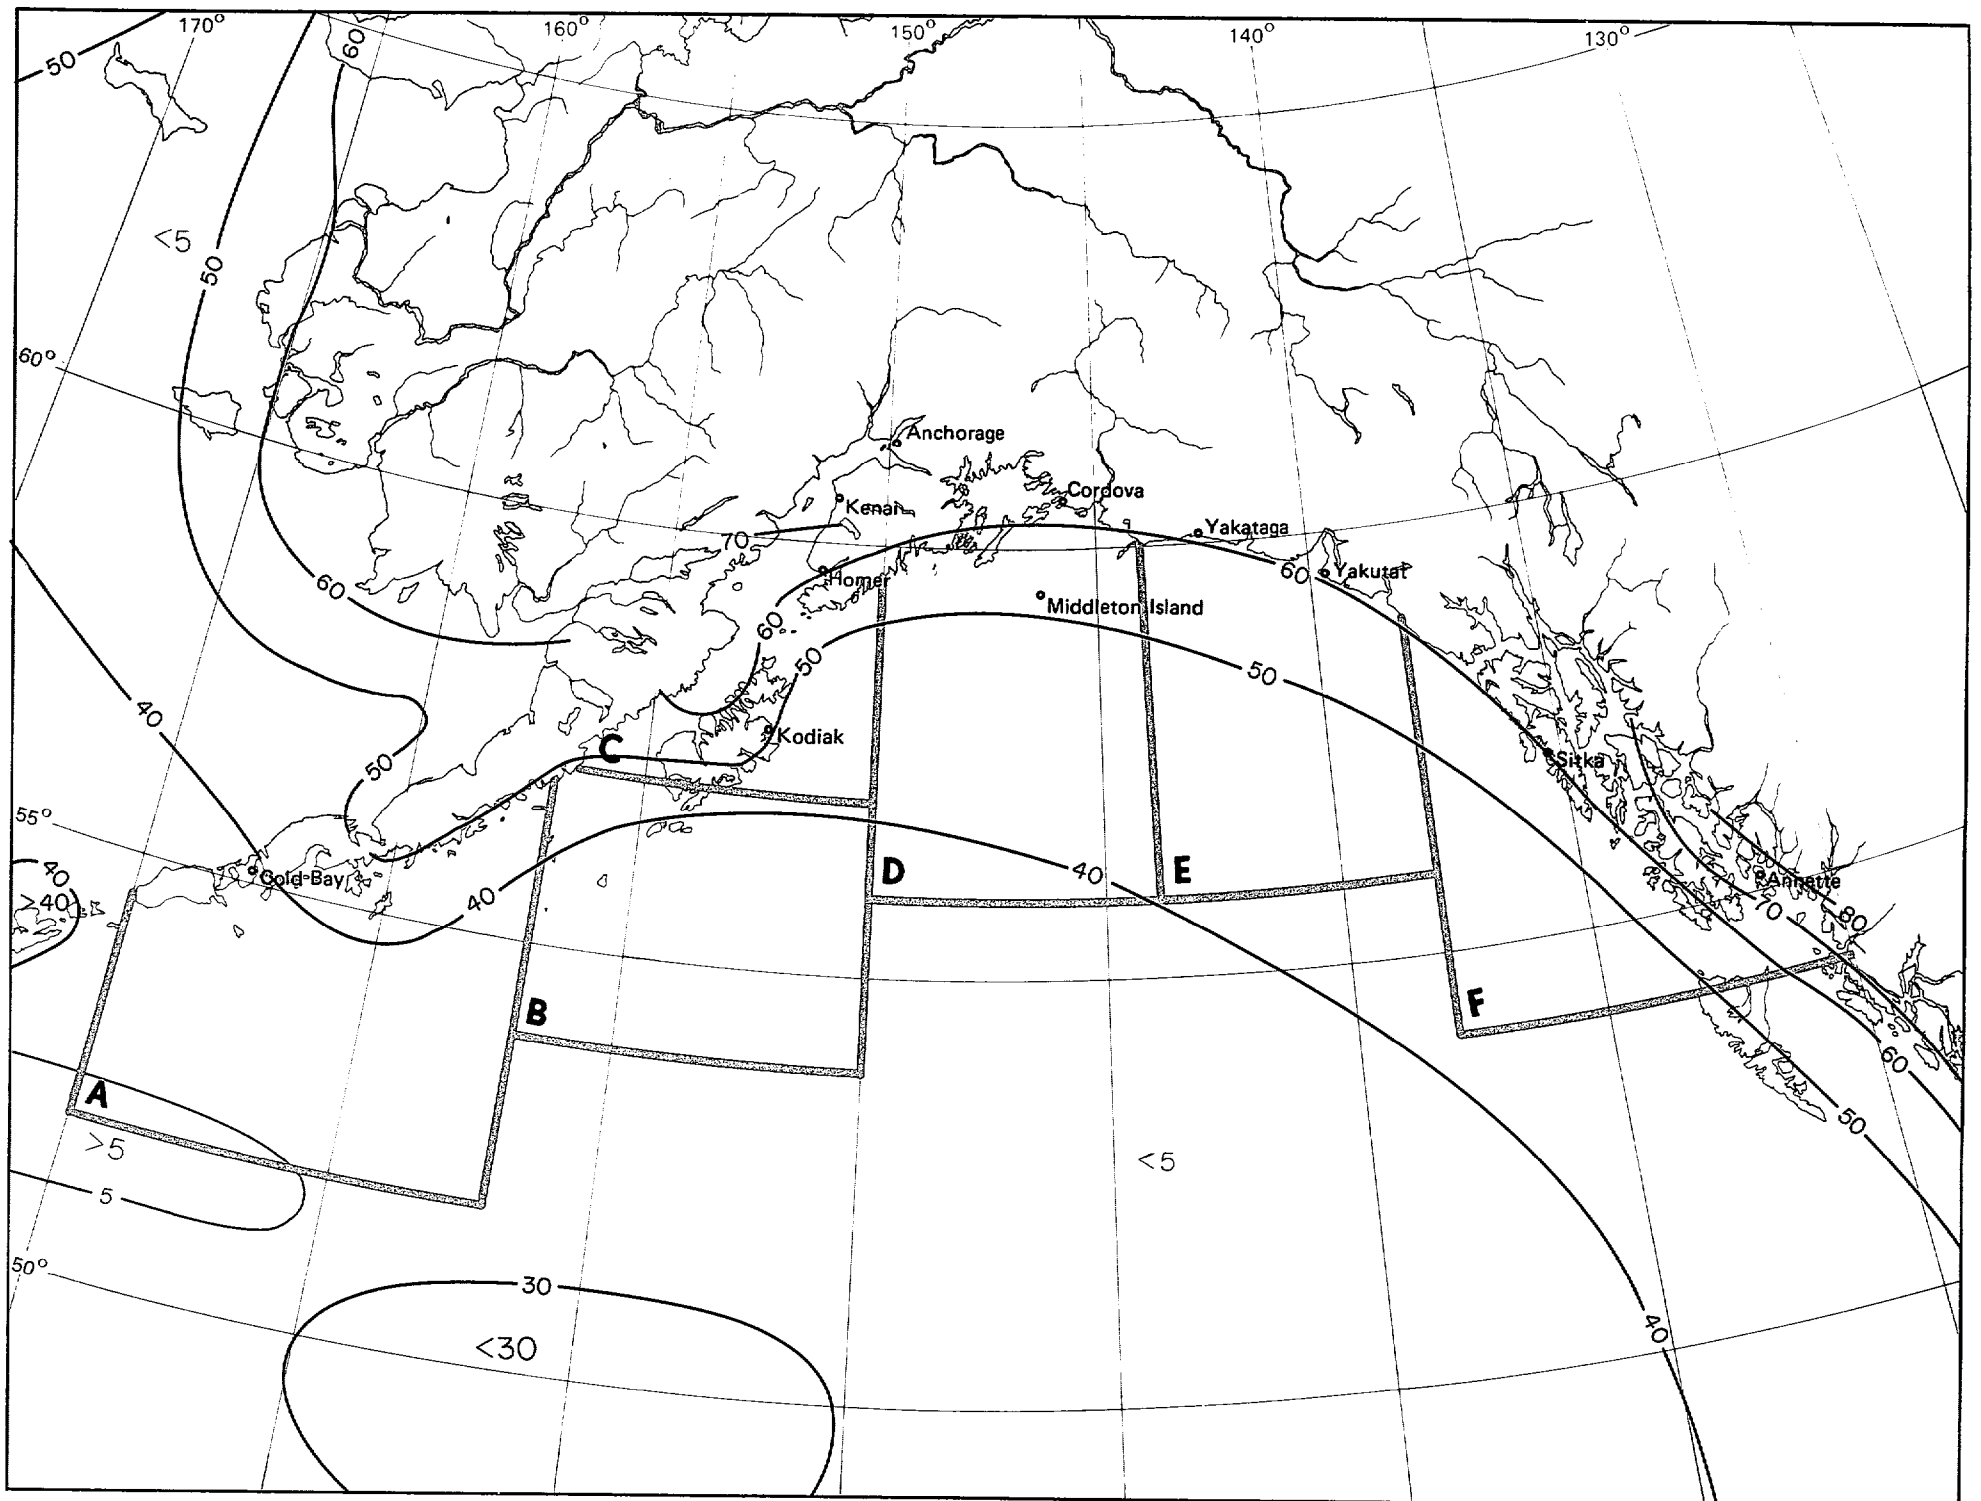 170°
160°
150°
140°
130°
50
60
<5
50
60°
Anchorage
Kenai
Cordova
70
Yakataga
60
Homer
60
Yakutat
Middleton Island
60
50
50
40
Kodiak
C
Sitka
50
55°
40
>40
Cold Bay
40
40
D
E
Annette
70
80
B
F
60
A
50
>5
<5
5
50°
30
<30
40